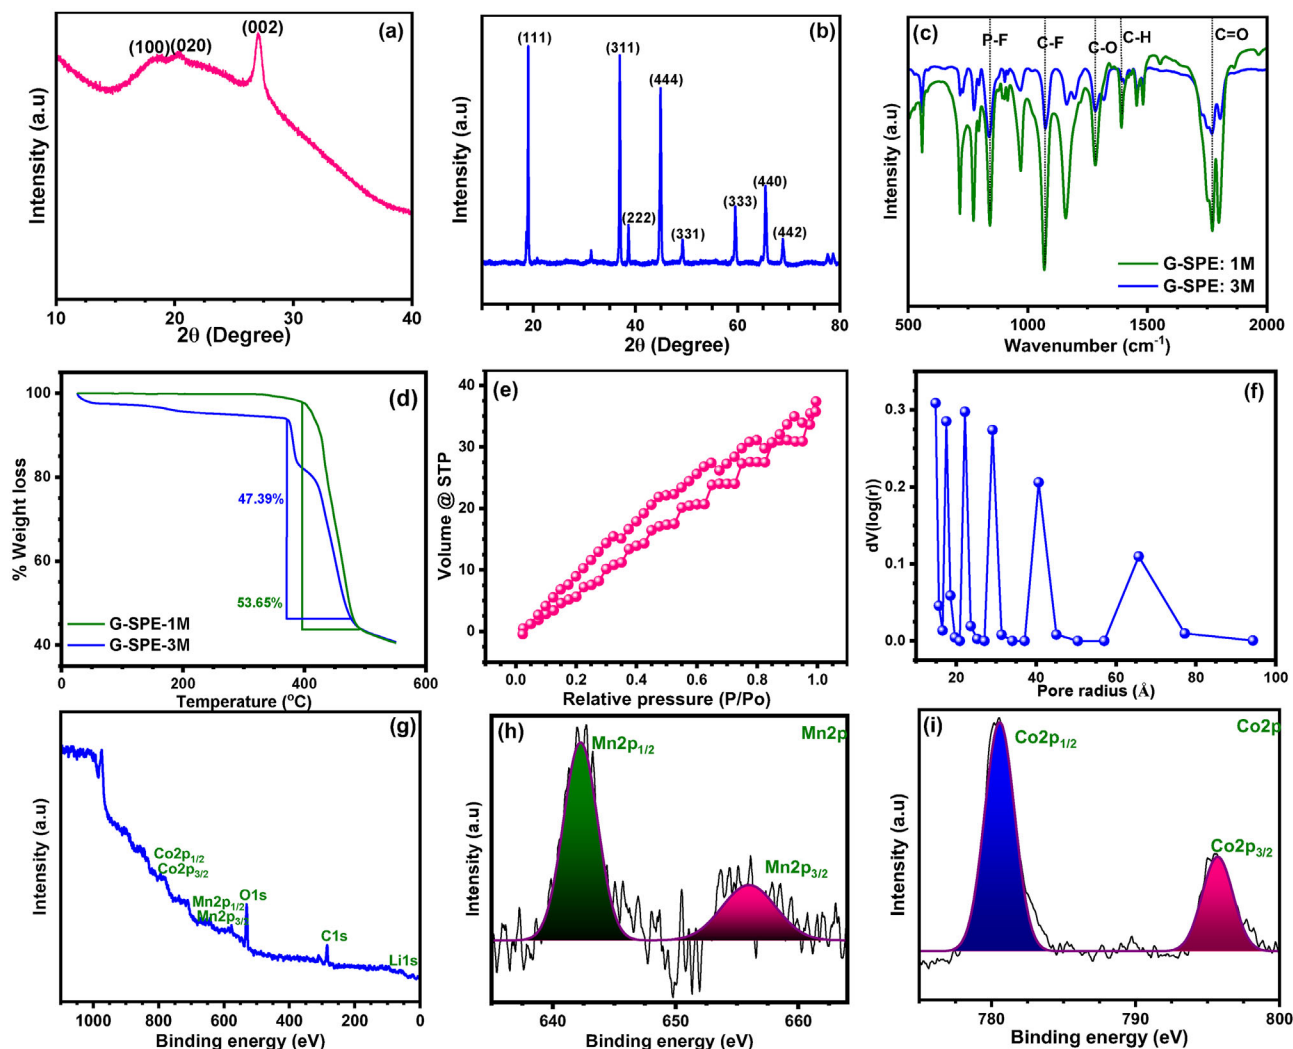 (a)
(100)
(020)
(002)
Intensity (a.u)
10
20
30
40
2θ (Degree)
(b)
(111)
(311)
(444)
(222)
(331)
(333)
(440)
(442)
Intensity (a.u)
20
40
60
80
2θ (Degree)
(c)
P-F
C-F
C-O
C-H
C=O
Intensity (a.u)
G-SPE: 1M
G-SPE: 3M
500
1000
1500
2000
Wavenumber (cm-1)
(d)
100
80
60
40
% Weight loss
47.39%
53.65%
G-SPE-1M
G-SPE-3M
0
200
400
600
Temperature (oC)
(e)
40
30
20
10
0
Volume @ STP
0.0
0.2
0.4
0.6
0.8
1.0
Relative pressure (P/Po)
(f)
0.3
0.2
0.1
0.0
dV(log(r))
20
40
60
80
100
Pore radius (Å)
(g)
Co2p1/2
Co2p3/2
Mn2p1/2
Mn2p3/2
O1s
C1s
Li1s
Intensity (a.u)
1000
800
600
400
200
0
Binding energy (eV)
(h)
Mn2p1/2
Mn2p
Mn2p3/2
Intensity (a.u)
640
650
660
Binding energy (eV)
(i)
Co2p1/2
Co2p
Co2p3/2
Intensity (a.u)
780
790
800
Binding energy (eV)